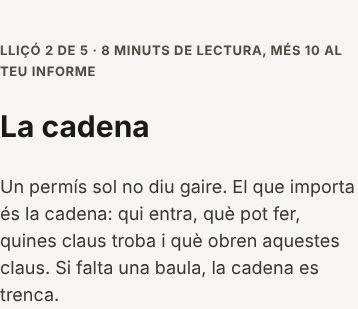 LLIÇÓ 2 DE 5 · 8 MINUTS DE LECTURA, MÉS 10 AL
TEU INFORME
La cadena
Un permís sol no diu gaire. El que importa
és la cadena: qui entra, què pot fer,
quines claus troba i què obren aquestes
claus. Si falta una baula, la cadena es
trenca.